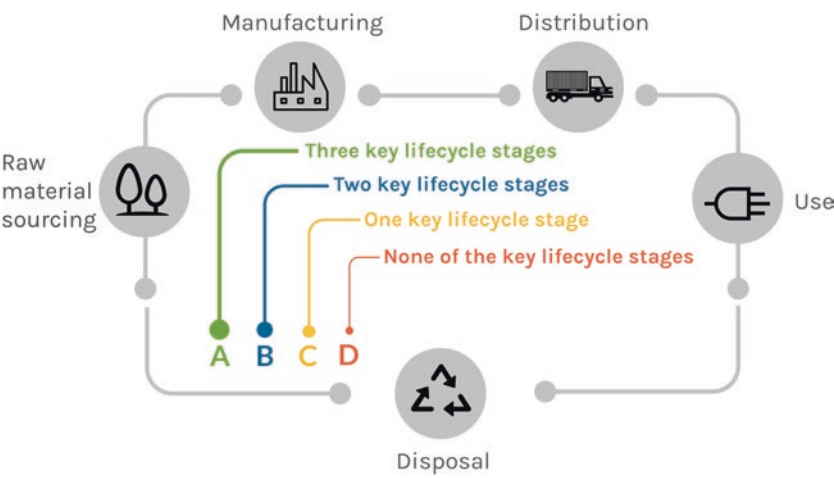 Manufacturing
Distribution
Three key lifecycle stages
Raw
material
sourcing
Two key lifecycle stages
Use
One key lifecycle stage
None of the key lifecycle stages
A B C D
Disposal